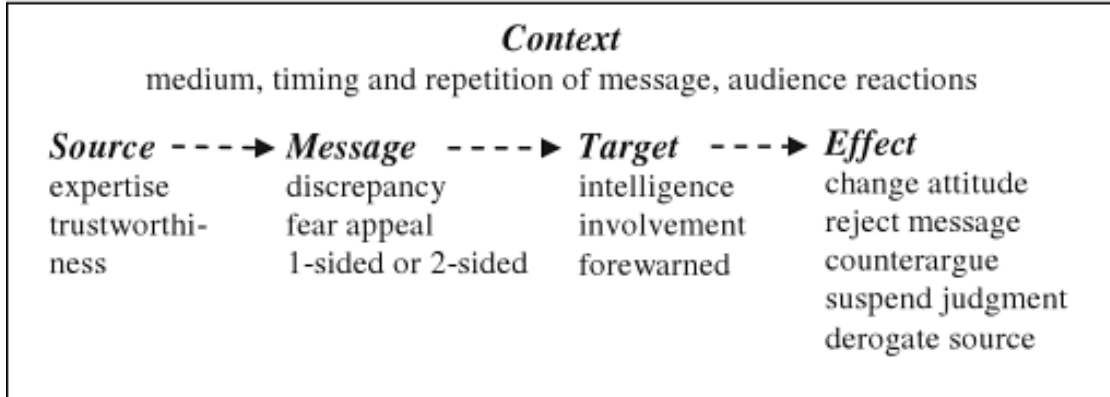 Context
medium, timing and repetition of message, audience reactions
Source Message Target Effect
expertise discrepancy intelligence change attitude
trustworthi- fear appeal involvement reject message
ness 1-sided or 2-sided forewarned counterargue
suspend judgment
derogate source